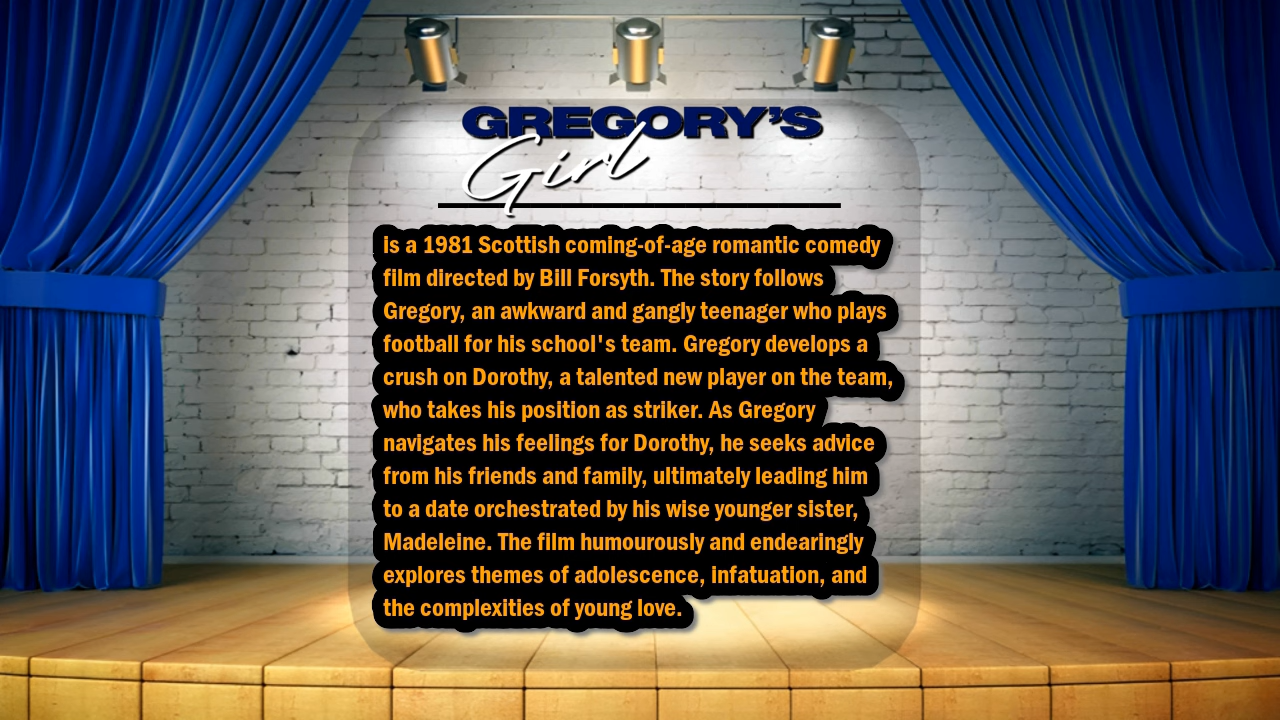 GREGORY'S
Girl
is a 1981 Scottish coming-of-age romantic comedy
film directed by Bill Forsyth. The story follows
Gregory, an awkward and gangly teenager who plays
football for his school's team. Gregory develops a
crush on Dorothy, a talented new player on the team,
who takes his position as striker. As Gregory
navigates his feelings for Dorothy, he seeks advice
from his friends and family, ultimately leading him
to a date orchestrated by his wise younger sister,
Madeleine. The film humourously and endearingly
explores themes of adolescence, infatuation, and
the complexities of young love.